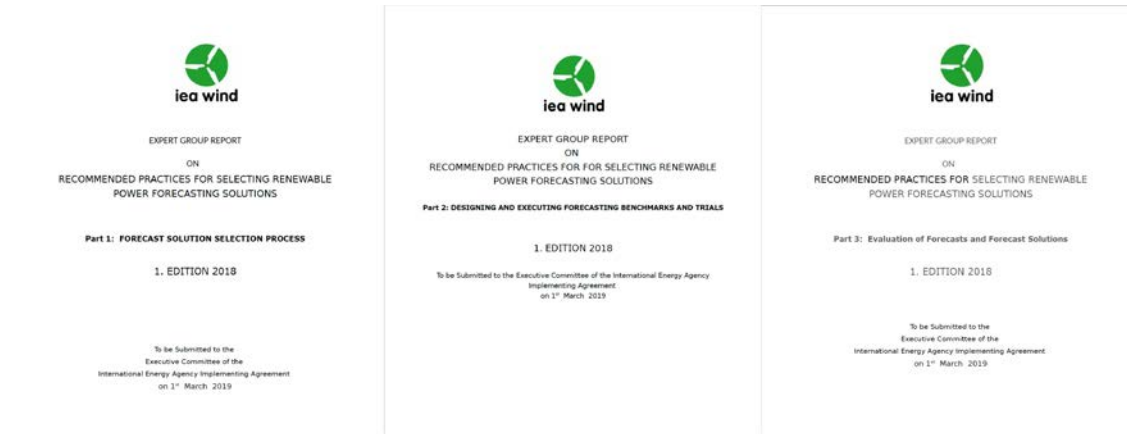 iea wind
EXPERT GROUP REPORT
ON
RECOMMENDED PRACTICES FOR SELECTING RENEWABLE
POWER FORECASTING SOLUTIONS
Part 1: FORECAST SOLUTION SELECTION PROCESS
1. EDITION 2018
To be Submitted to the
Executive Committee of the
International Energy Agency Implementing Agreement
on 1st March 2019
iea wind
EXPERT GROUP REPORT
ON
RECOMMENDED PRACTICES FOR FOR SELECTING RENEWABLE
POWER FORECASTING SOLUTIONS
Part 2: DESIGNING AND EXECUTING FORECASTING BENCHMARKS AND TRIALS
1. EDITION 2018
To be Submitted to the Executive Committee of the International Energy Agency
Implementing Agreement
on 1st March 2019
iea wind
EXPERT GROUP REPORT
ON
RECOMMENDED PRACTICES FOR SELECTING RENEWABLE
POWER FORECASTING SOLUTIONS
Part 3: Evaluation of Forecasts and Forecast Solutions
1. EDITION 2018
To be Submitted to the
Executive Committee of the
International Energy Agency Implementing Agreement
on 1st March 2019